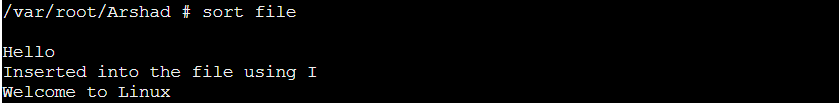 /var/root/Arshad # sort file
Hello
Inserted into the file using I
Welcome to Linux